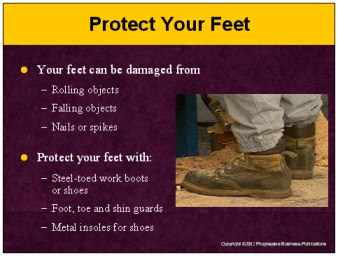 Protect Your Feet
Your feet can be damaged from
– Rolling objects
– Falling objects
– Nails or spikes
Protect your feet with:
– Steel-toed work boots
or shoes
– Foot, toe and shin guards
– Metal insoles for shoes
Copyright ©2002 Progressive Business Publications